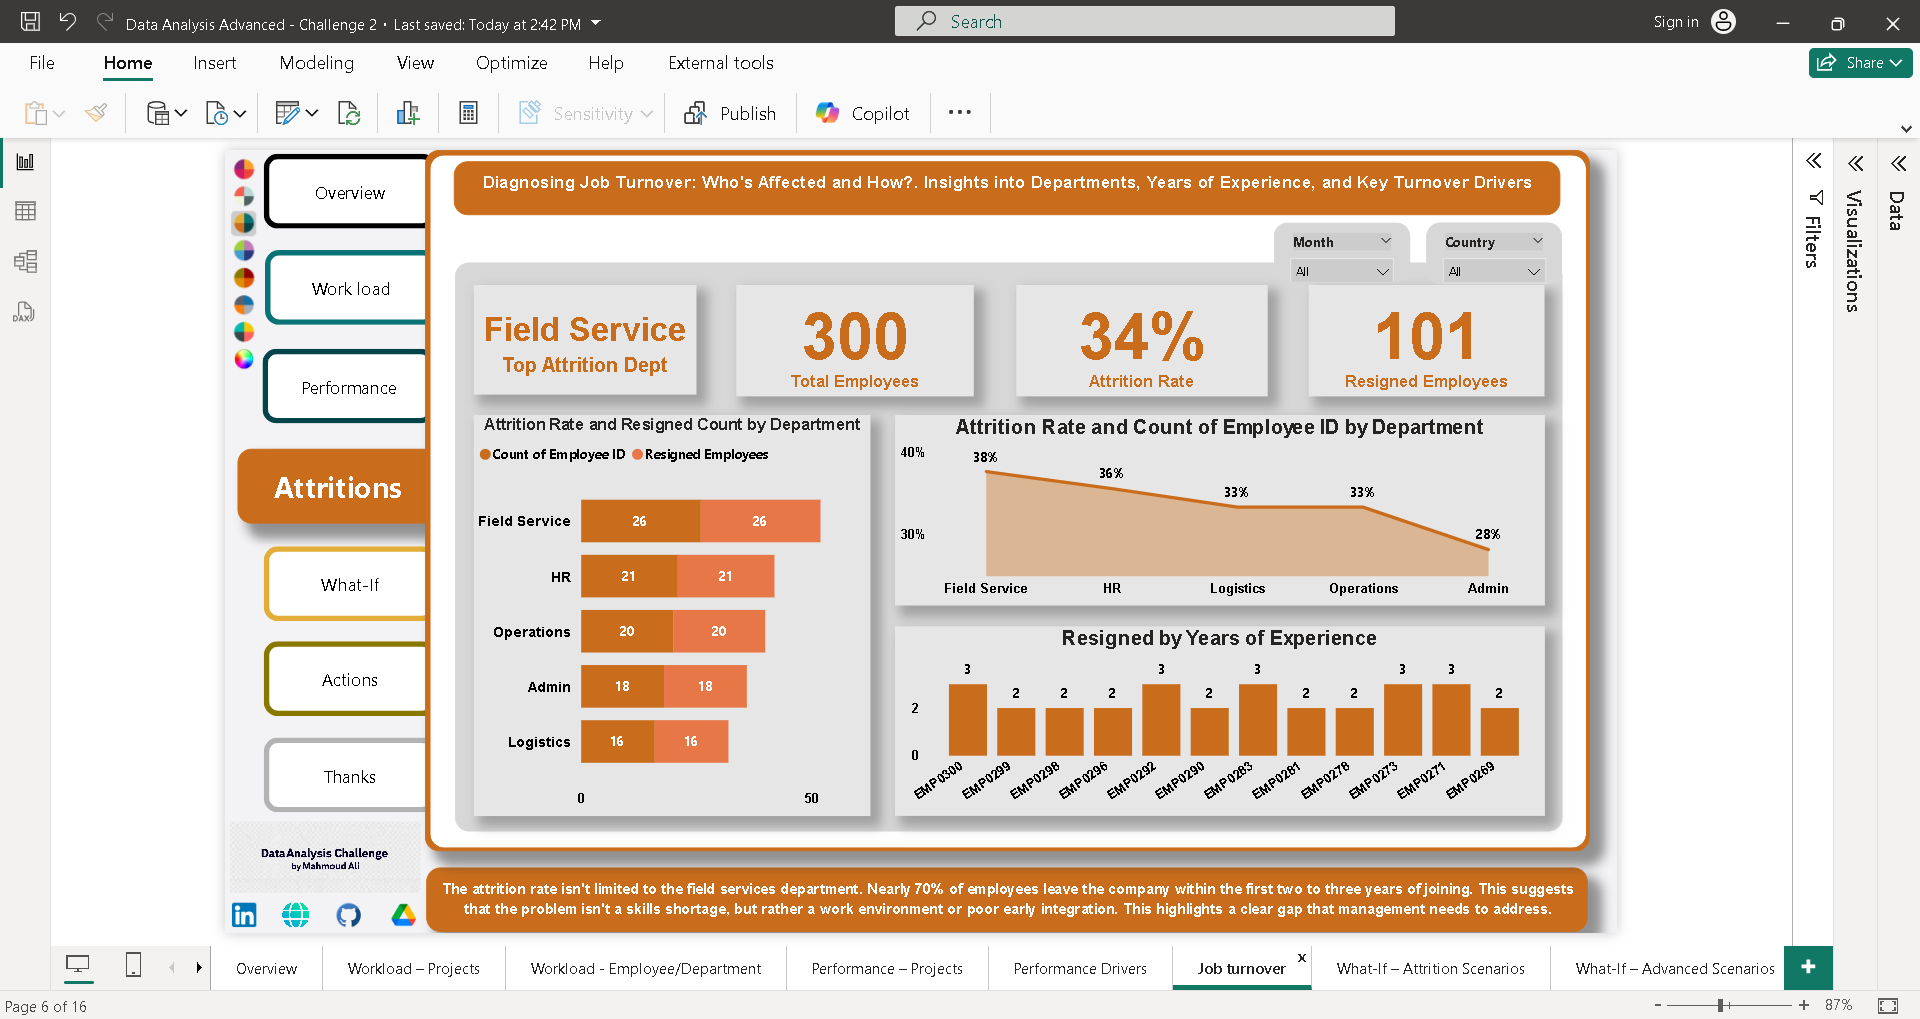 Data Analysis Advanced - Challenge 2 • Last saved: Today at 2:42 PM
Search
Sign in
File
Home
Insert
Modeling
View
Optimize
Help
External tools
Share
Sensitivity
Publish
Copilot
Overview
Work load
Performance
Attritions
What-If
Actions
Thanks
Data Analysis Challenge
by Mahmoud Ali
Diagnosing Job Turnover: Who's Affected and How?. Insights into Departments, Years of Experience, and Key Turnover Drivers
Month
All
Country
All
Field Service
Top Attrition Dept
300
Total Employees
34%
Attrition Rate
101
Resigned Employees
Attrition Rate and Resigned Count by Department
Count of Employee ID
Resigned Employees
Field Service 26 26
HR 21 21
Operations 20 20
Admin 18 18
Logistics 16 16
0 50
Attrition Rate and Count of Employee ID by Department
40%
30%
38% 36% 33% 33% 28%
Field Service HR Logistics Operations Admin
Resigned by Years of Experience
2
0
3 2 2 2 3 2 3 2 2 3 3 2
EMP0300 EMP0299 EMP0298 EMP0296 EMP0292 EMP0290 EMP0283 EMP0281 EMP0278 EMP0273 EMP0271 EMP0269
The attrition rate isn't limited to the field services department. Nearly 70% of employees leave the company within the first two to three years of joining. This suggests
that the problem isn't a skills shortage, but rather a work environment or poor early integration. This highlights a clear gap that management needs to address.
Filters
Visualizations
Data
DAX
in
Overview
Workload – Projects
Workload - Employee/Department
Performance – Projects
Performance Drivers
Job turnover
x
What-If – Attrition Scenarios
What-If – Advanced Scenarios
+
Page 6 of 16
- + 87%